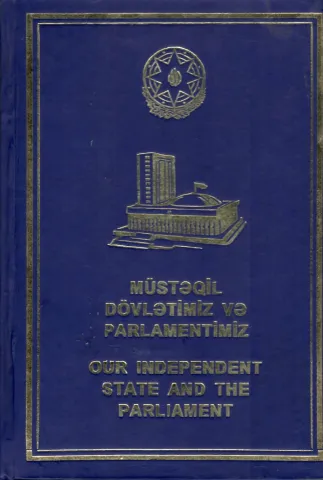 MÜSTƏQİL
DÖVLƏTİMİZ VƏ
PARLAMENTİMİZ
OUR INDEPENDENT
STATE AND THE
PARLIAMENT